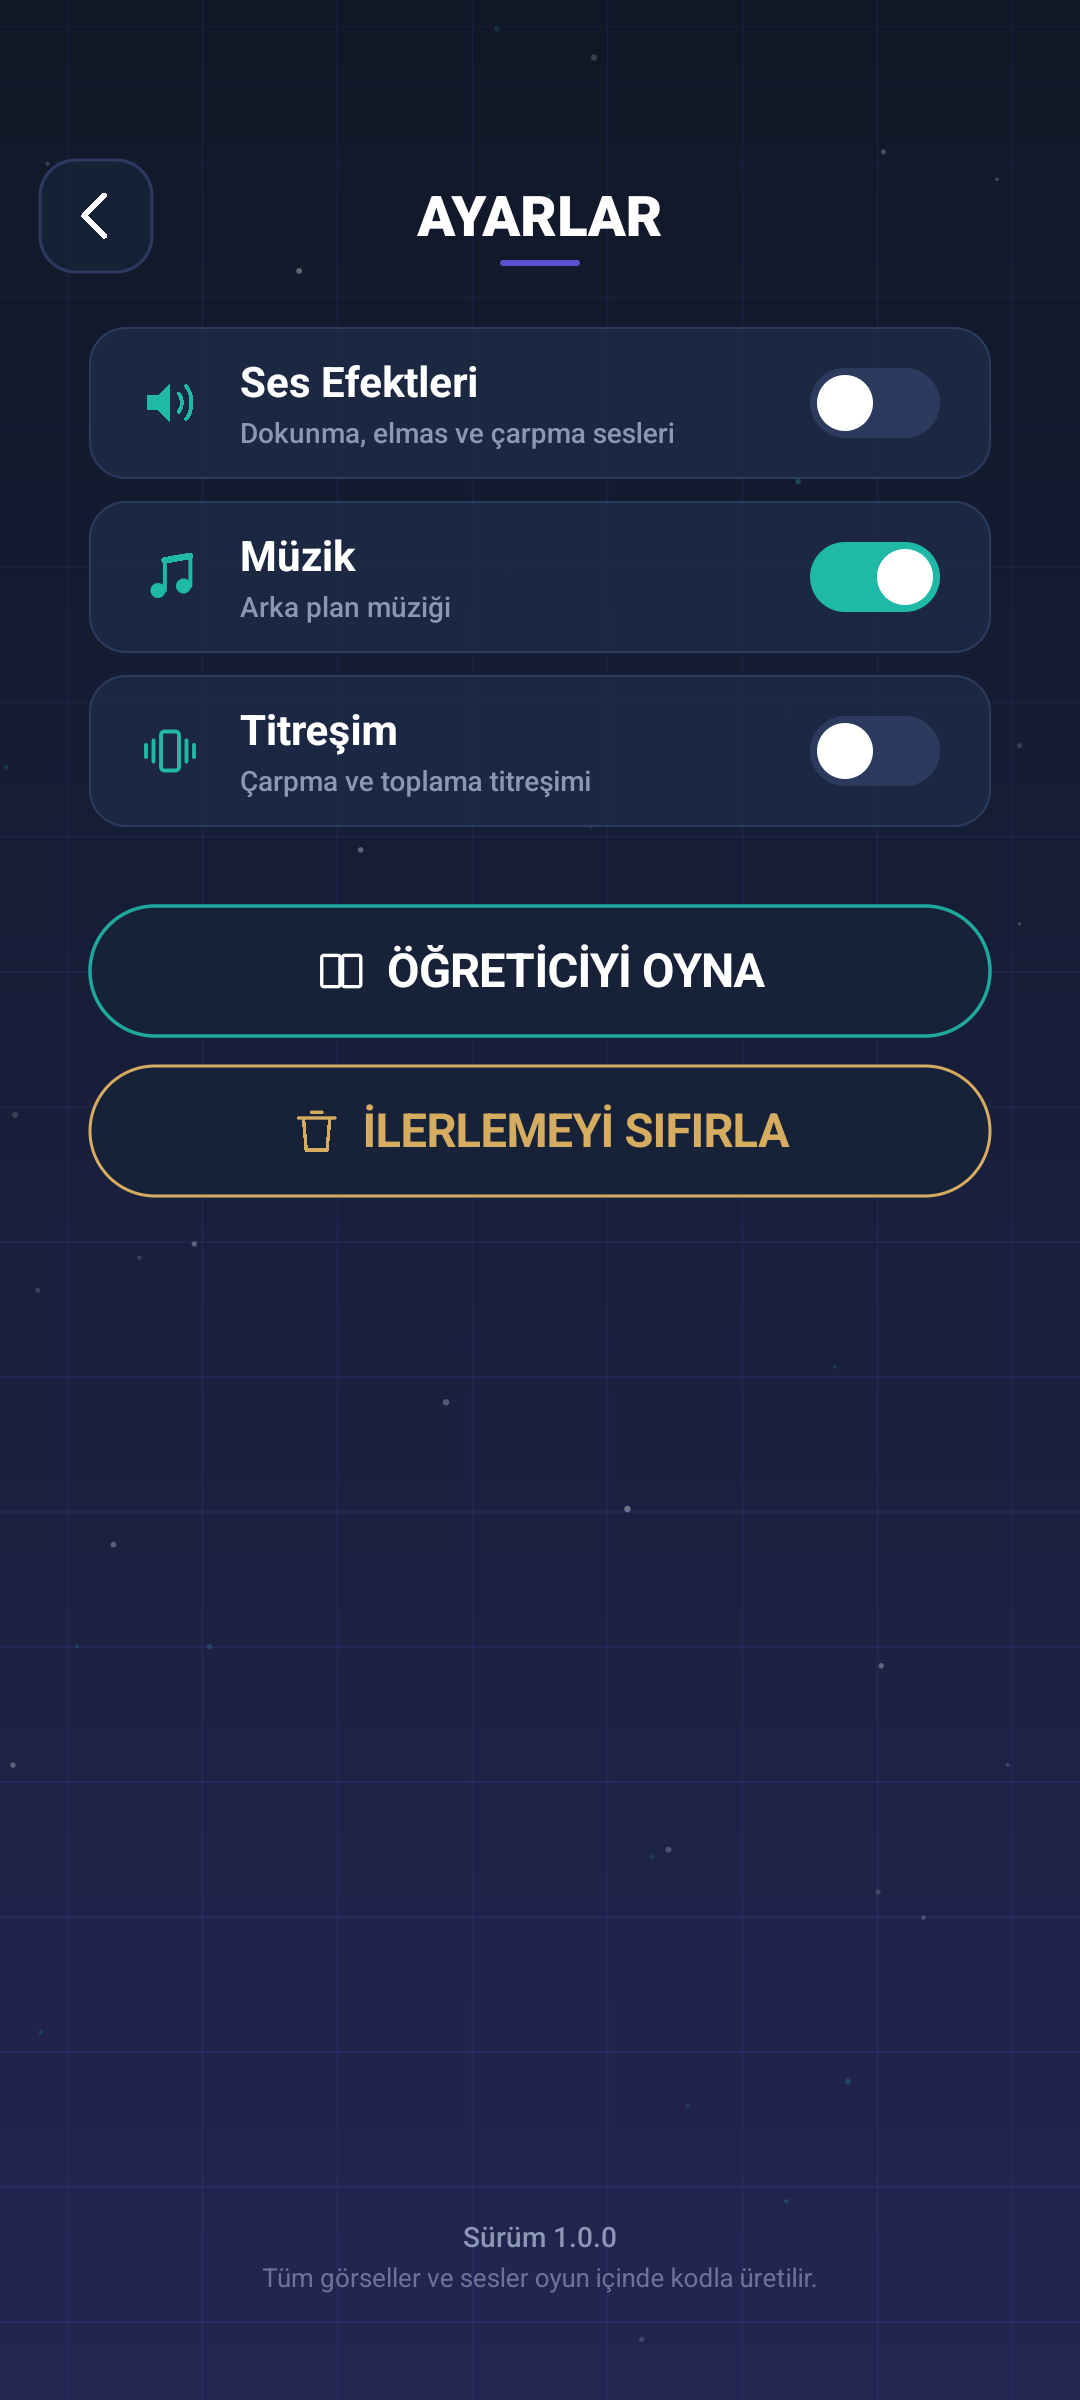 AYARLAR
Ses Efektleri
Dokunma, elmas ve çarpma sesleri
Müzik
Arka plan müziği
Titreşim
Çarpma ve toplama titreşimi
ÖĞRETİCİYİ OYNA
İLERLEMEYİ SIFIRLA
Sürüm 1.0.0
Tüm görseller ve sesler oyun içinde kodla üretilir.